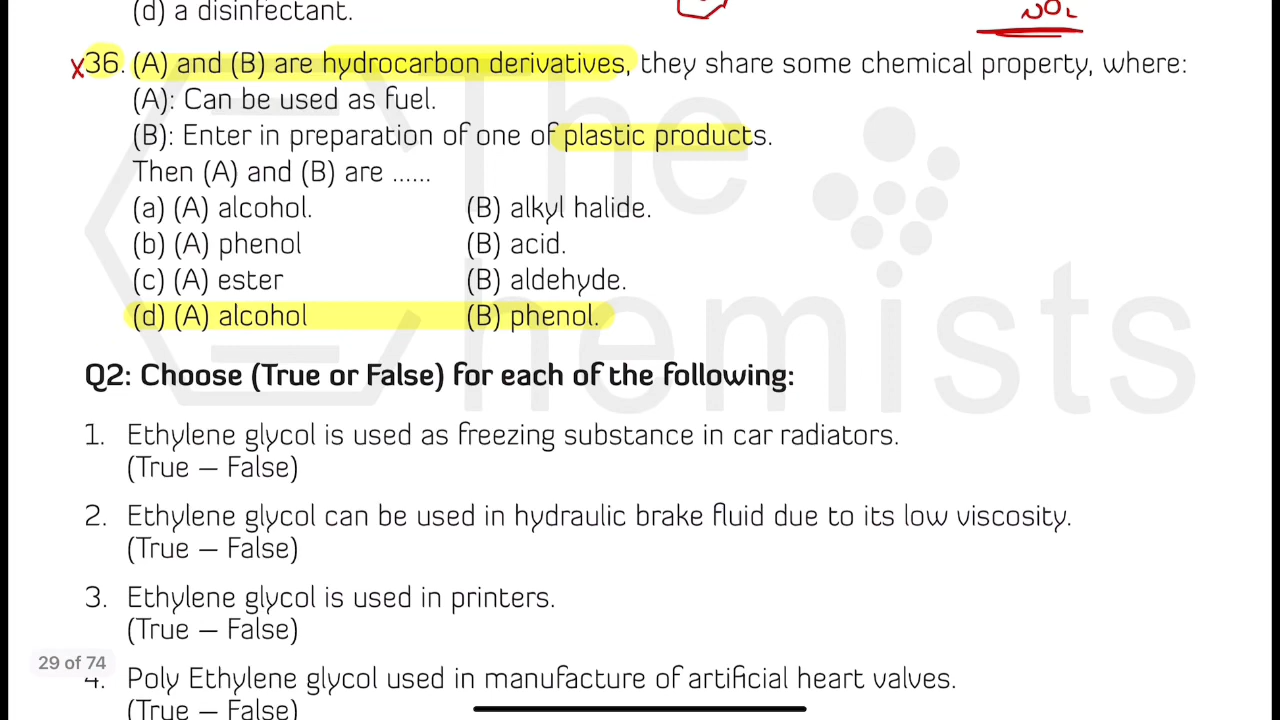 (d) a disinfectant.
NO₂
x36. (A) and (B) are hydrocarbon derivatives, they share some chemical property, where:
(A): Can be used as fuel.
(B): Enter in preparation of one of plastic products.
Then (A) and (B) are ......
(a) (A) alcohol. (B) alkyl halide.
(b) (A) phenol (B) acid.
(c) (A) ester (B) aldehyde.
(d) (A) alcohol (B) phenol.
Q2: Choose (True or False) for each of the following:
1. Ethylene glycol is used as freezing substance in car radiators.
(True – False)
2. Ethylene glycol can be used in hydraulic brake fluid due to its low viscosity.
(True – False)
3. Ethylene glycol is used in printers.
(True – False)
29 of 74
4. Poly Ethylene glycol used in manufacture of artificial heart valves.
(True – False)
The
Chemists